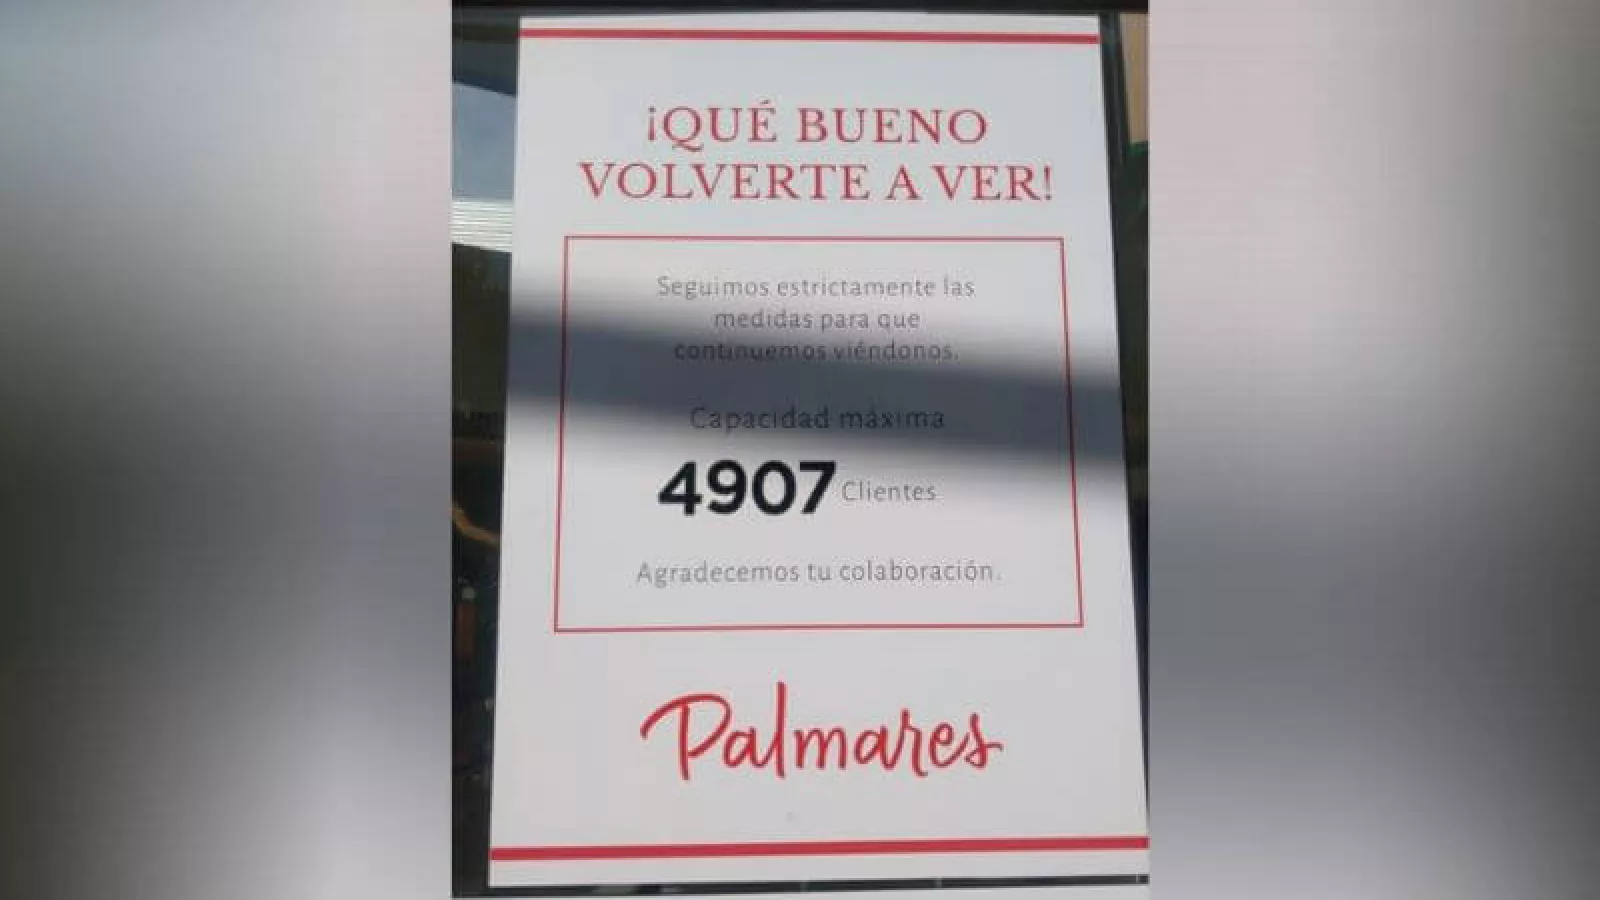 ¡QUÉ BUENO
VOLVERTE A VER!
Seguimos estrictamente las
medidas para que
continuemos viéndonos.
Capacidad máxima
4907 Clientes
Agradecemos tu colaboración.
Palmares